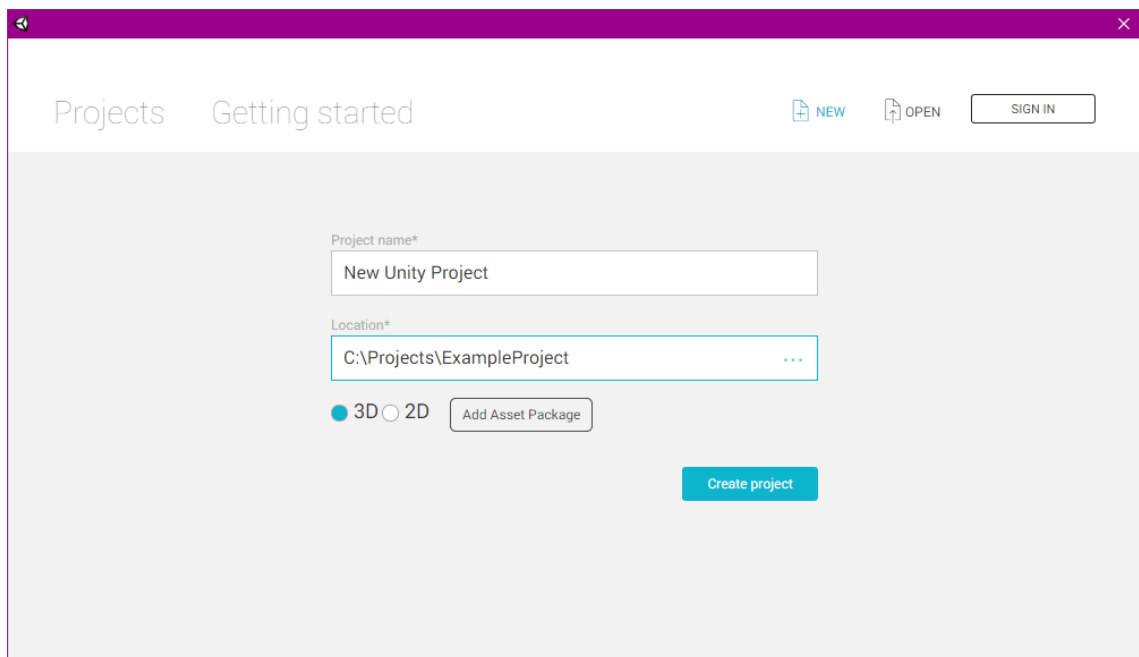 Projects Getting started NEW OPEN SIGN IN
Project name*
New Unity Project
Location*
C:\Projects\ExampleProject ...
3D 2D Add Asset Package
Create project